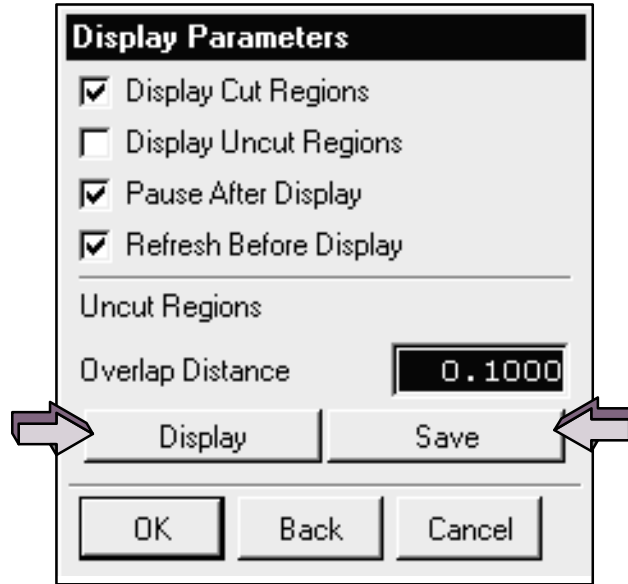 Display Parameters
Display Cut Regions
Display Uncut Regions
Pause After Display
Refresh Before Display
Uncut Regions
Overlap Distance 0.1000
Display Save
OK Back Cancel